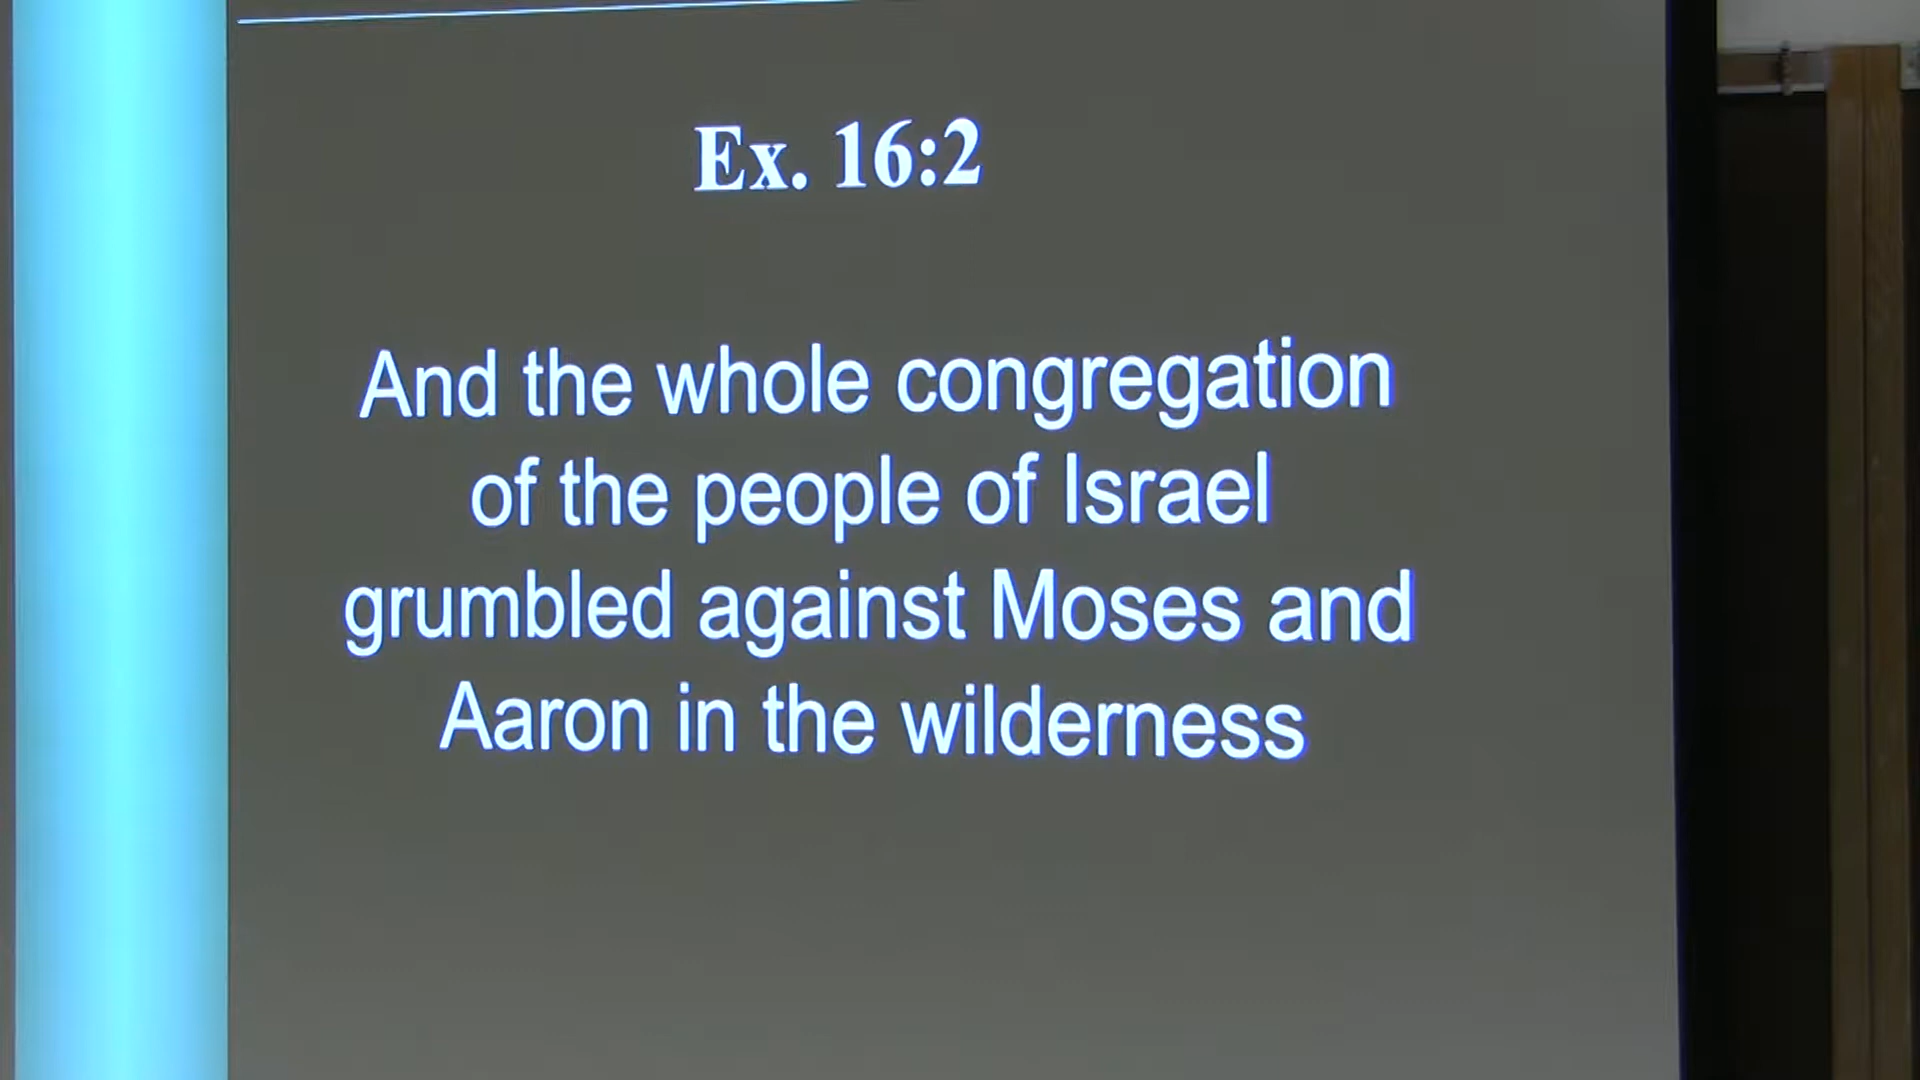 Ex. 16:2
And the whole congregation
of the people of Israel
grumbled against Moses and
Aaron in the wilderness